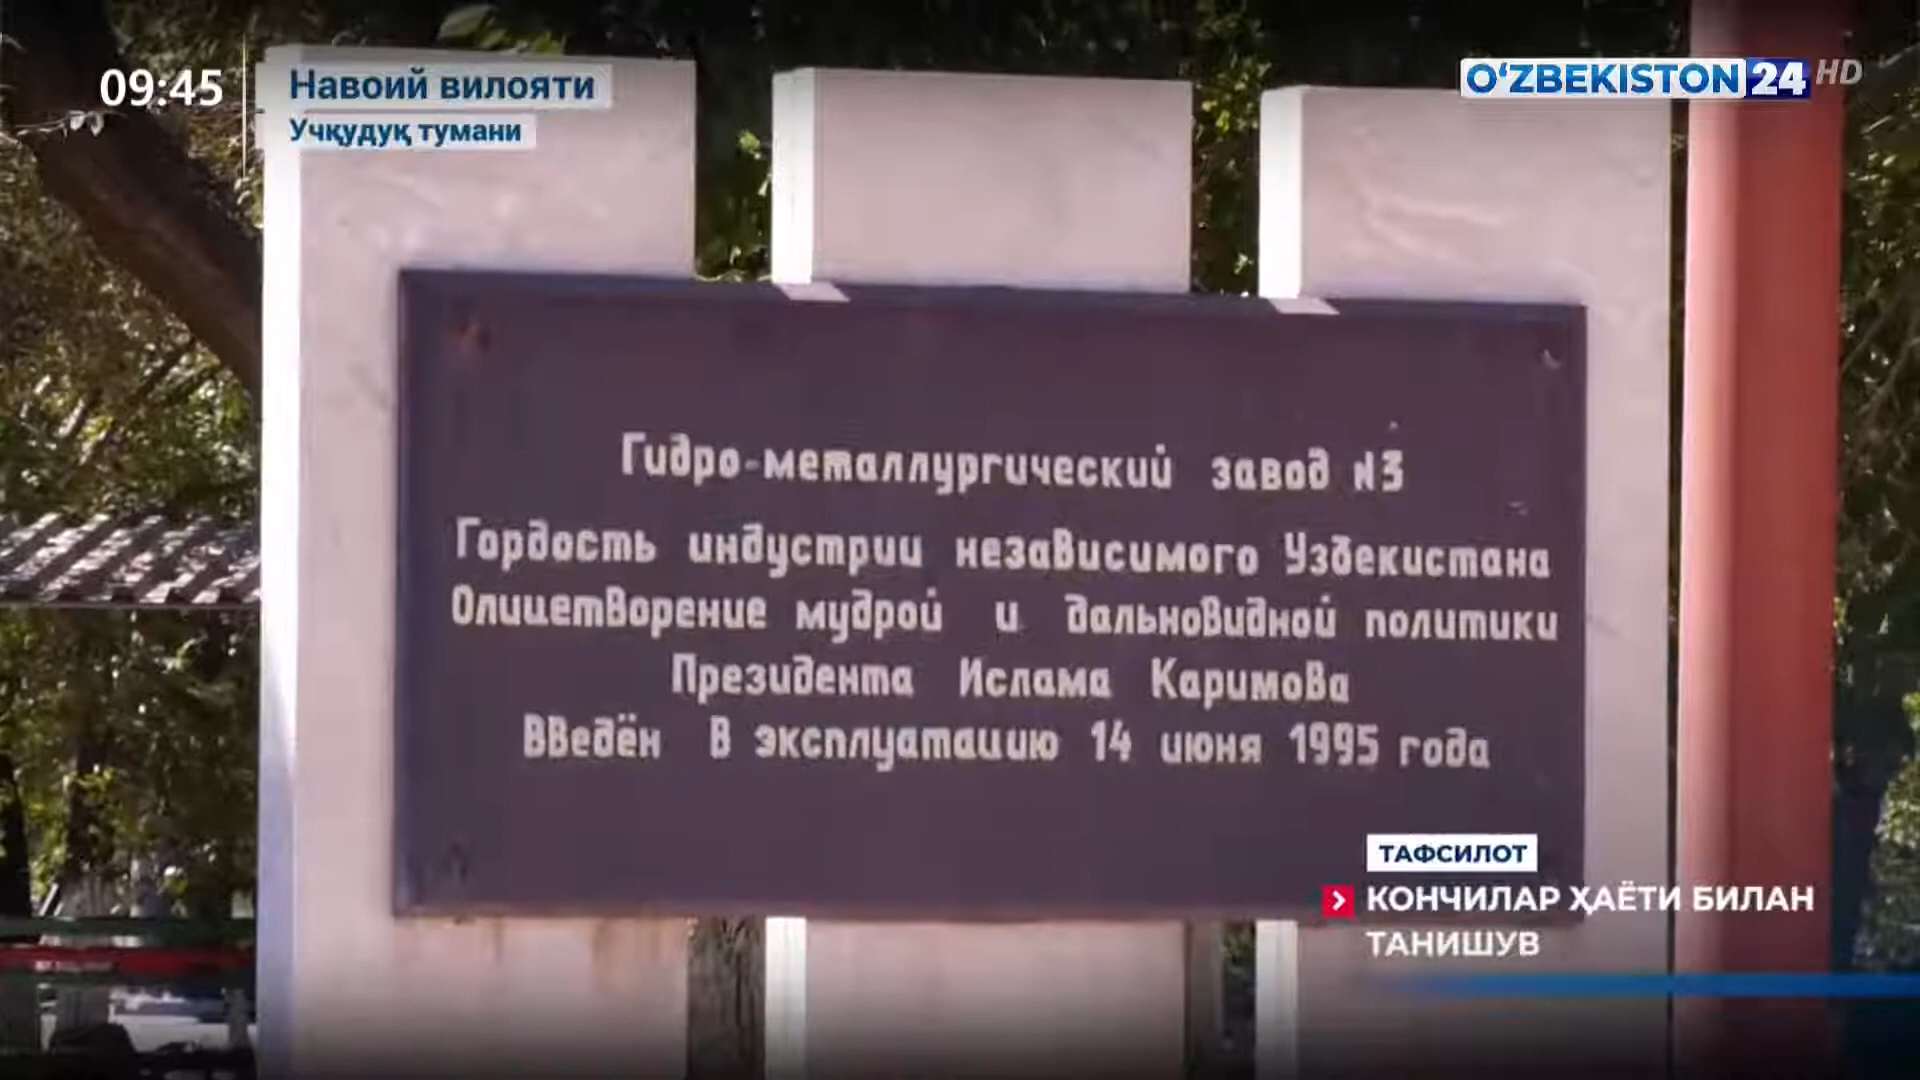 09:45
Навоий вилояти
Учқудуқ тумани
O‘ZBEKISTON 24 HD
Гидро-металлургический завод №3
Гордость индустрии независимого Узбекистана
Олицетворение мудрой и дальновидной политики
Президента Ислама Каримова
Введён в эксплуатацию 14 июня 1995 года
ТАФСИЛОТ
КОНЧИЛАР ҲАЁТИ БИЛАН
ТАНИШУВ